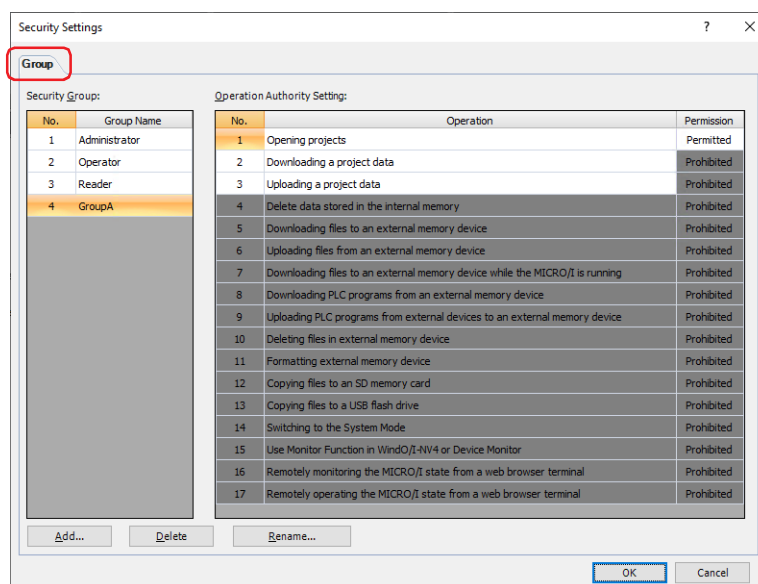 Security Settings ? ×
Group
Security Group: Operation Authority Setting:
No. Group Name No. Operation Permission
1 Administrator 1 Opening projects Permitted
2 Operator 2 Downloading a project data Prohibited
3 Reader 3 Uploading a project data Prohibited
4 GroupA 4 Delete data stored in the internal memory Prohibited
5 Downloading files to an external memory device Prohibited
6 Uploading files from an external memory device Prohibited
7 Downloading files to an external memory device while the MICRO/I is running Prohibited
8 Downloading PLC programs from an external memory device Prohibited
9 Uploading PLC programs from external devices to an external memory device Prohibited
10 Deleting files in external memory device Prohibited
11 Formatting external memory device Prohibited
12 Copying files to an SD memory card Prohibited
13 Copying files to a USB flash drive Prohibited
14 Switching to the System Mode Prohibited
15 Use Monitor Function in WindO/I-NV4 or Device Monitor Prohibited
16 Remotely monitoring the MICRO/I state from a web browser terminal Prohibited
17 Remotely operating the MICRO/I state from a web browser terminal Prohibited
Add... Delete Rename...
OK Cancel